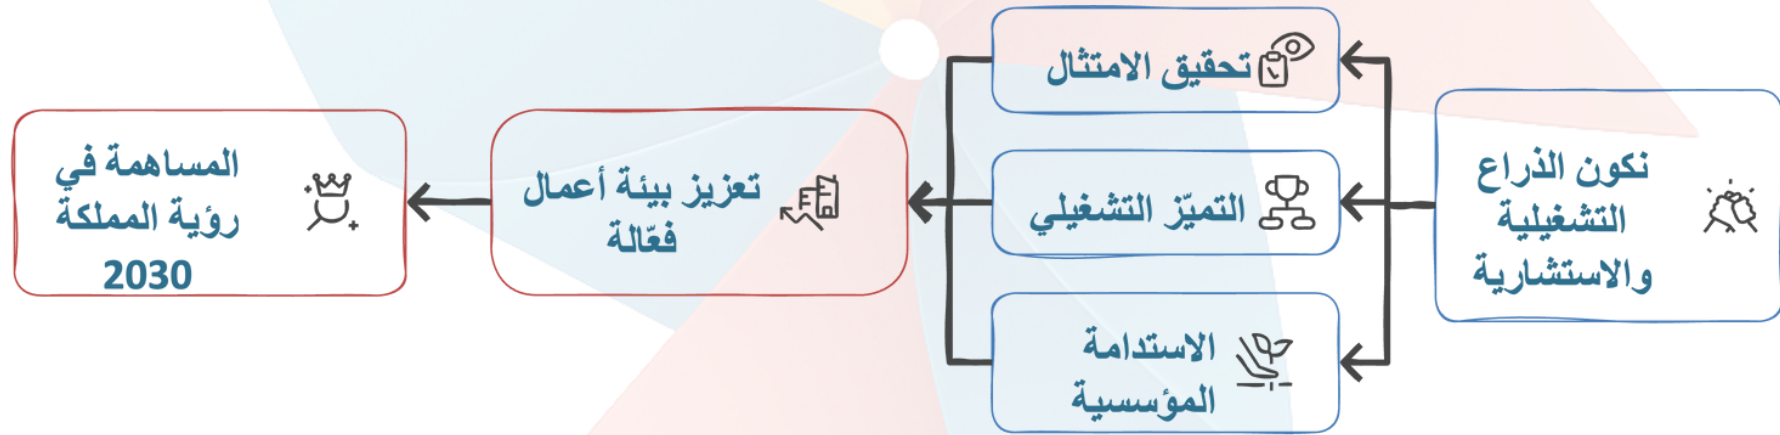 نكون الذراع
التشغيلية
والاستشارية
تحقيق الامتثال
التميّز التشغيلي
الاستدامة
المؤسسية
تعزيز بيئة أعمال
فعّالة
المساهمة في
رؤية المملكة
2030